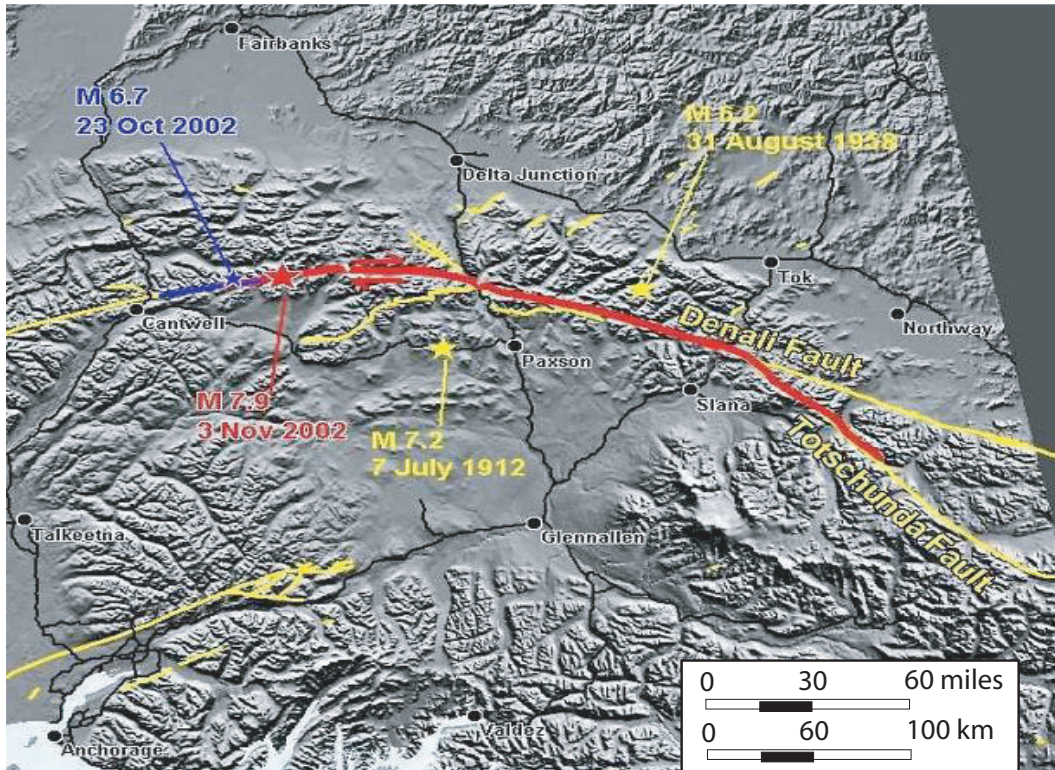 Fairbanks
M 6.7
23 Oct 2002
M 6.2
31 August 1958
Delta Junction
Tok
Cantwell
Northway
Denali Fault
Paxson
Slana
M 7.9
3 Nov 2002
M 7.2
7 July 1912
Totschunda Fault
Talkeetna
Glennallen
0 30 60 miles
0 60 100 km
Valdez
Anchorage